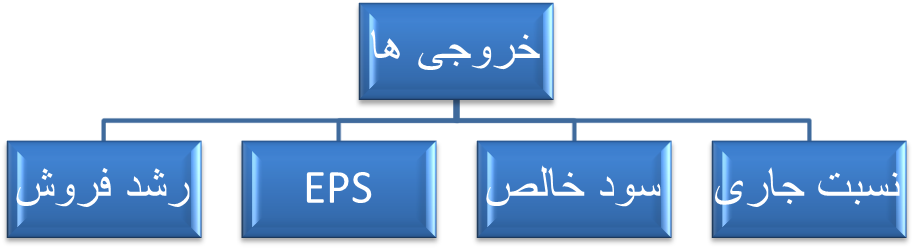 خروجی ها
نسبت جاری
سود خالص
EPS
رشد فروش